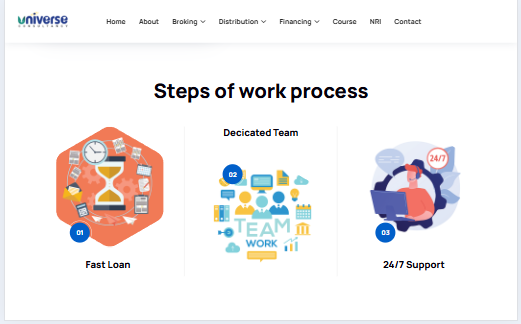 universe
CONSULTANCY
Home About Broking Distribution Financing Course NRI Contact
Steps of work process
01
Fast Loan
Decicated Team
02
TEAM
WORK
24/7
03
24/7 Support